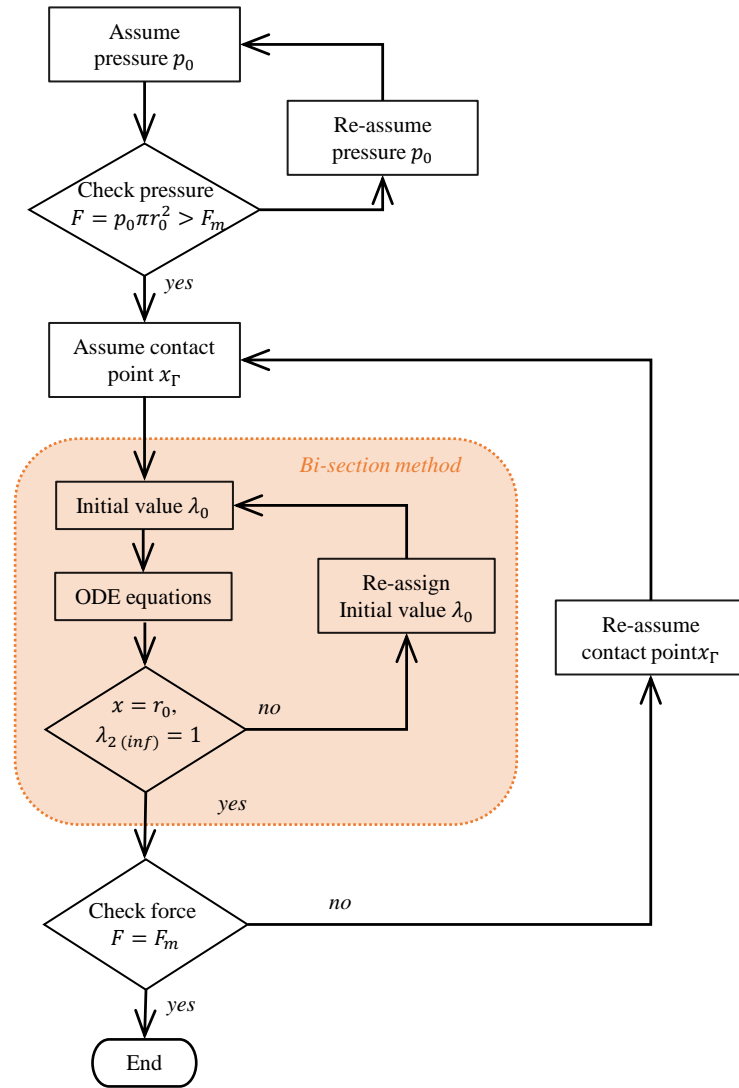 Assume
pressure p₀
Re-assume
pressure p₀
Check pressure
F = p₀πr₀² > Fₘ
yes
Assume contact
point x_Γ
Bi-section method
Initial value λ₀
ODE equations
Re-assign
Initial value λ₀
Re-assume
contact pointx_Γ
x = r₀,
λ₂ (inf) = 1
no
yes
Check force
F = Fₘ
no
yes
End